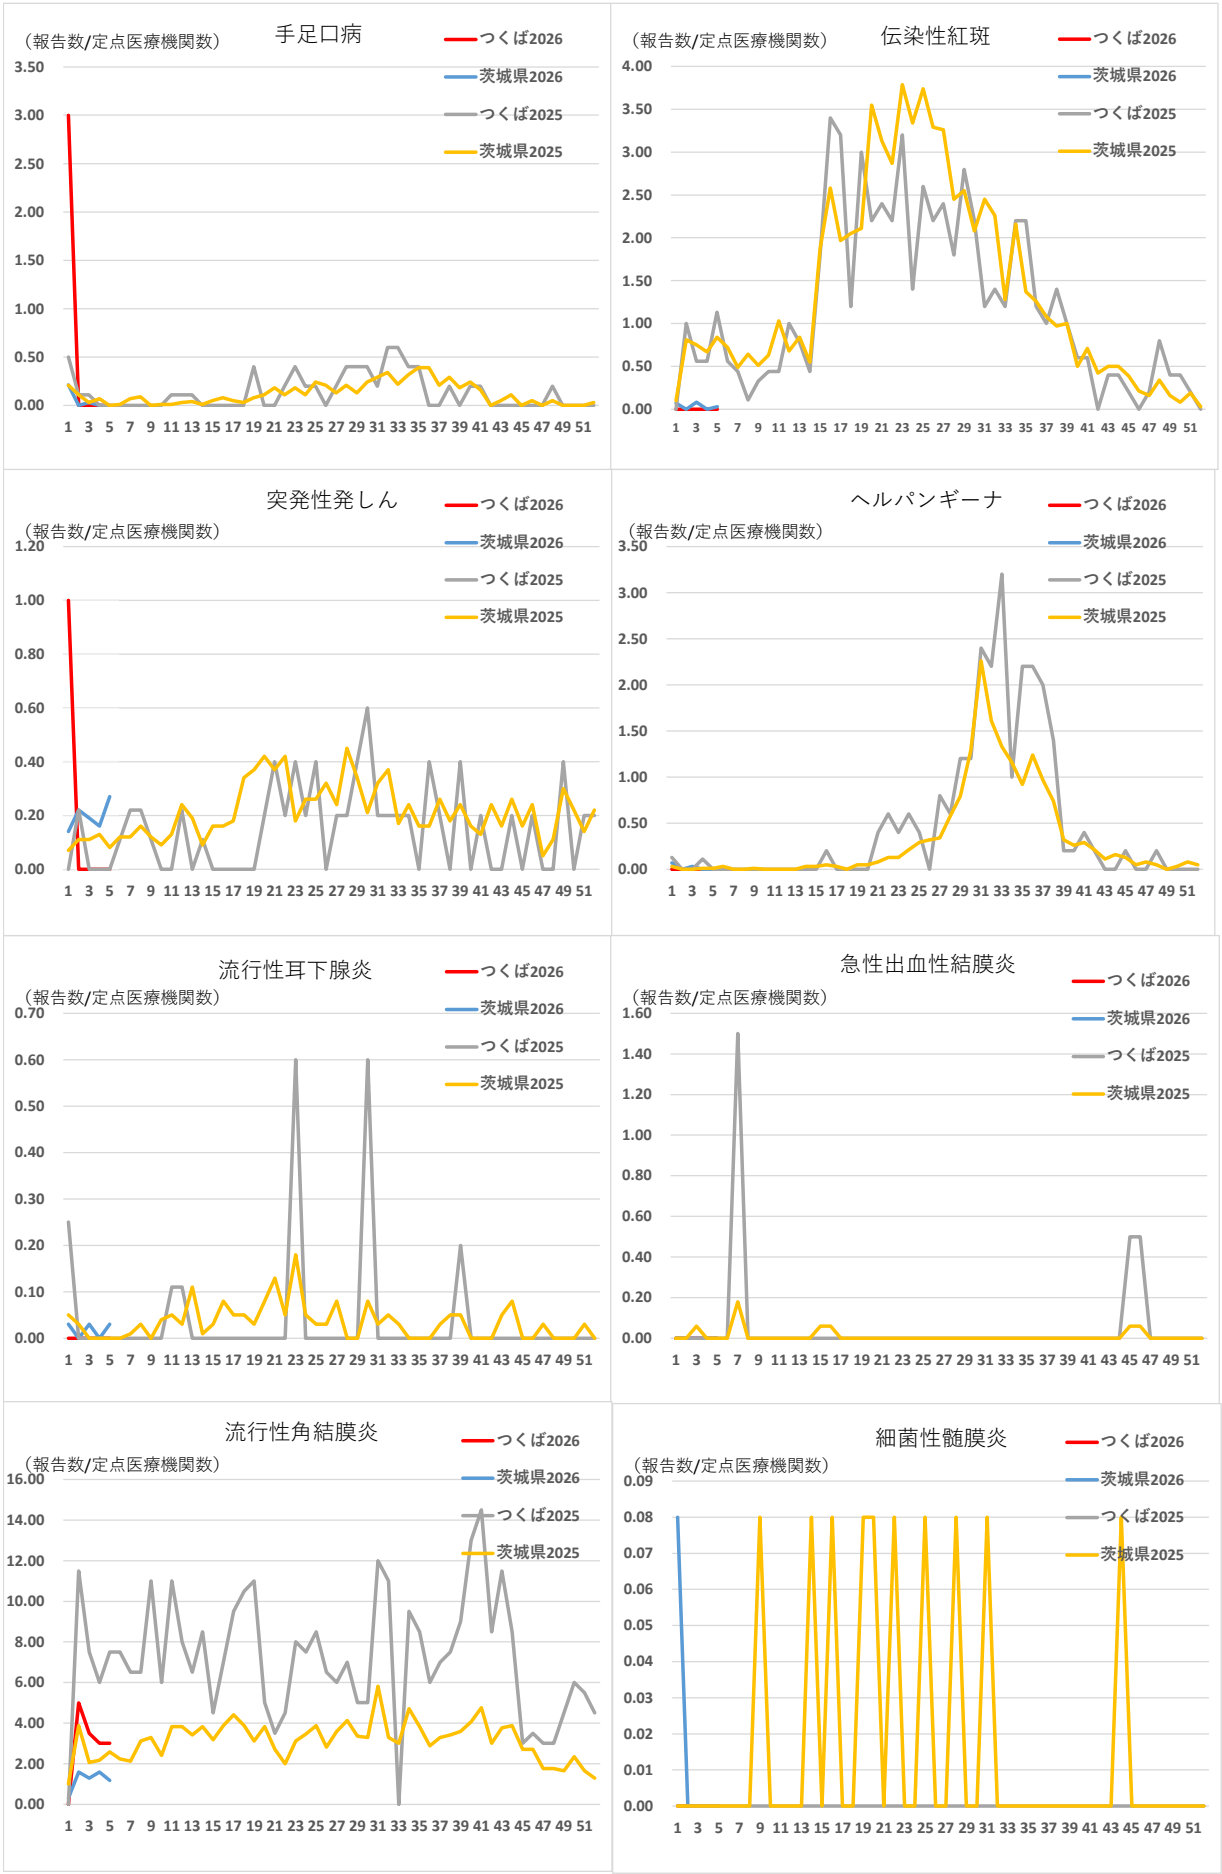 手足口病
（報告数/定点医療機関数）
つくば2026
茨城県2026
つくば2025
茨城県2025
3.50
3.00
2.50
2.00
1.50
1.00
0.50
0.00
1 3 5 7 9 11 13 15 17 19 21 23 25 27 29 31 33 35 37 39 41 43 45 47 49 51
伝染性紅斑
（報告数/定点医療機関数）
つくば2026
茨城県2026
つくば2025
茨城県2025
4.00
3.50
3.00
2.50
2.00
1.50
1.00
0.50
0.00
1 3 5 7 9 11 13 15 17 19 21 23 25 27 29 31 33 35 37 39 41 43 45 47 49 51
突発性発しん
（報告数/定点医療機関数）
つくば2026
茨城県2026
つくば2025
茨城県2025
1.20
1.00
0.80
0.60
0.40
0.20
0.00
1 3 5 7 9 11 13 15 17 19 21 23 25 27 29 31 33 35 37 39 41 43 45 47 49 51
ヘルパンギーナ
（報告数/定点医療機関数）
つくば2026
茨城県2026
つくば2025
茨城県2025
3.50
3.00
2.50
2.00
1.50
1.00
0.50
0.00
1 3 5 7 9 11 13 15 17 19 21 23 25 27 29 31 33 35 37 39 41 43 45 47 49 51
流行性耳下腺炎
（報告数/定点医療機関数）
つくば2026
茨城県2026
つくば2025
茨城県2025
0.70
0.60
0.50
0.40
0.30
0.20
0.10
0.00
1 3 5 7 9 11 13 15 17 19 21 23 25 27 29 31 33 35 37 39 41 43 45 47 49 51
急性出血性結膜炎
（報告数/定点医療機関数）
つくば2026
茨城県2026
つくば2025
茨城県2025
1.60
1.40
1.20
1.00
0.80
0.60
0.40
0.20
0.00
1 3 5 7 9 11 13 15 17 19 21 23 25 27 29 31 33 35 37 39 41 43 45 47 49 51
流行性角結膜炎
（報告数/定点医療機関数）
つくば2026
茨城県2026
つくば2025
茨城県2025
16.00
14.00
12.00
10.00
8.00
6.00
4.00
2.00
0.00
1 3 5 7 9 11 13 15 17 19 21 23 25 27 29 31 33 35 37 39 41 43 45 47 49 51
細菌性髄膜炎
（報告数/定点医療機関数）
つくば2026
茨城県2026
つくば2025
茨城県2025
0.09
0.08
0.07
0.06
0.05
0.04
0.03
0.02
0.01
0.00
1 3 5 7 9 11 13 15 17 19 21 23 25 27 29 31 33 35 37 39 41 43 45 47 49 51